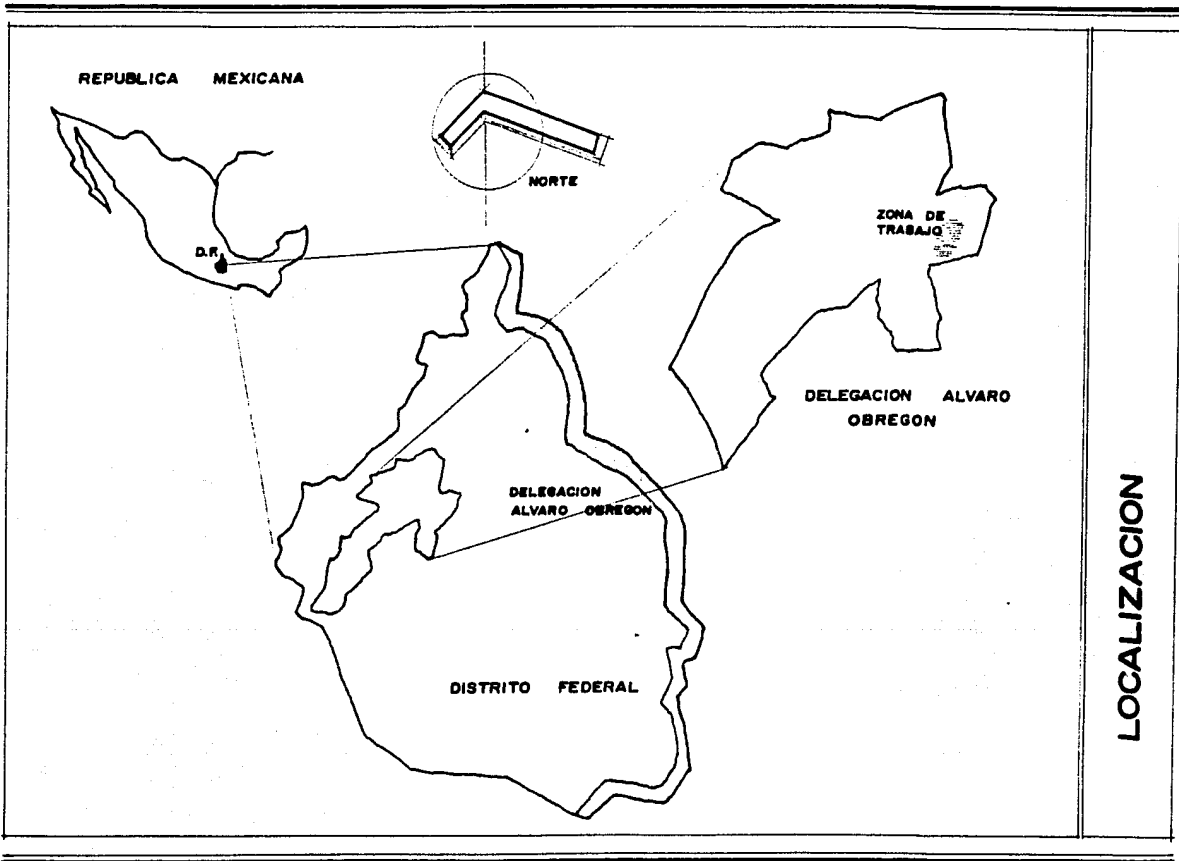 REPUBLICA MEXICANA
NORTE
D.F.
ZONA DE
TRABAJO
DELEGACION ALVARO
OBREGON
DELEGACION
ALVARO OBREGON
DISTRITO FEDERAL
LOCALIZACION